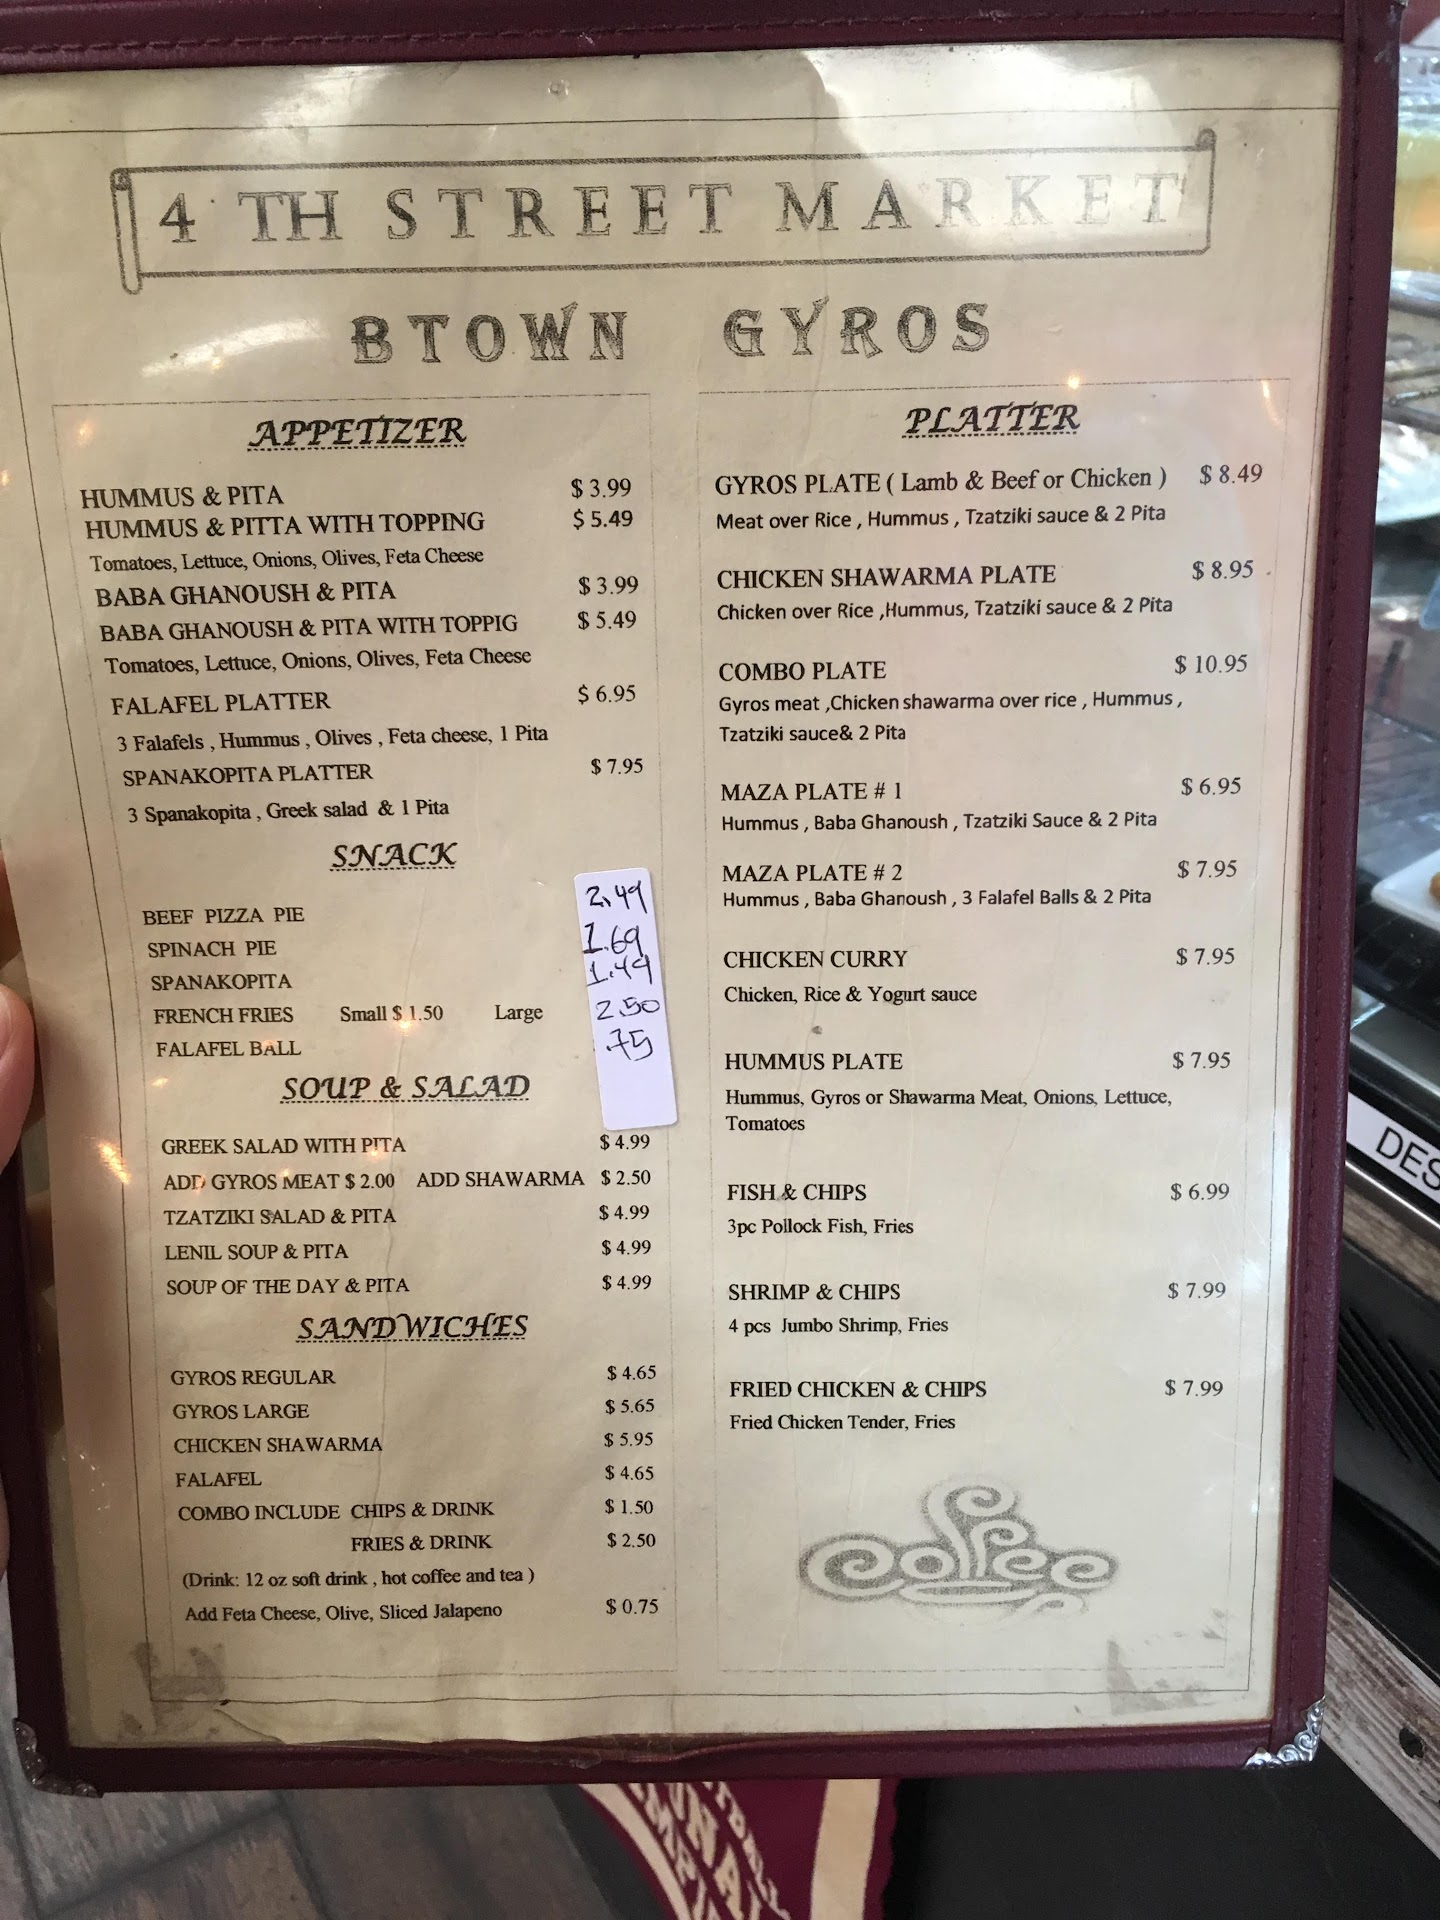 4 TH STREET MARKET
BTOWN GYROS
APPETIZER
HUMMUS & PITA $ 3.99
HUMMUS & PITTA WITH TOPPING $ 5.49
Tomatoes, Lettuce, Onions, Olives, Feta Cheese
BABA GHANOUSH & PITA $ 3.99
BABA GHANOUSH & PITA WITH TOPPIG $ 5.49
Tomatoes, Lettuce, Onions, Olives, Feta Cheese
FALAFEL PLATTER $ 6.95
3 Falafels , Hummus , Olives , Feta cheese, 1 Pita
SPANAKOPITA PLATTER $ 7.95
3 Spanakopita , Greek salad & 1 Pita
SNACK
BEEF PIZZA PIE 2.49
SPINACH PIE 1.69
SPANAKOPITA 1.49
FRENCH FRIES Small $ 1.50 Large 2.50
FALAFEL BALL .75
SOUP & SALAD
GREEK SALAD WITH PITA $ 4.99
ADD GYROS MEAT $ 2.00 ADD SHAWARMA $ 2.50
TZATZIKI SALAD & PITA $ 4.99
LENIL SOUP & PITA $ 4.99
SOUP OF THE DAY & PITA $ 4.99
SANDWICHES
GYROS REGULAR $ 4.65
GYROS LARGE $ 5.65
CHICKEN SHAWARMA $ 5.95
FALAFEL $ 4.65
COMBO INCLUDE CHIPS & DRINK $ 1.50
FRIES & DRINK $ 2.50
(Drink: 12 oz soft drink , hot coffee and tea )
Add Feta Cheese, Olive, Sliced Jalapeno $ 0.75
PLATTER
GYROS PLATE ( Lamb & Beef or Chicken ) $ 8.49
Meat over Rice , Hummus , Tzatziki sauce & 2 Pita
CHICKEN SHAWARMA PLATE $ 8.95
Chicken over Rice ,Hummus, Tzatziki sauce & 2 Pita
COMBO PLATE $ 10.95
Gyros meat ,Chicken shawarma over rice , Hummus ,
Tzatziki sauce& 2 Pita
MAZA PLATE # 1 $ 6.95
Hummus , Baba Ghanoush , Tzatziki Sauce & 2 Pita
MAZA PLATE # 2 $ 7.95
Hummus , Baba Ghanoush , 3 Falafel Balls & 2 Pita
CHICKEN CURRY $ 7.95
Chicken, Rice & Yogurt sauce
HUMMUS PLATE $ 7.95
Hummus, Gyros or Shawarma Meat, Onions, Lettuce,
Tomatoes
FISH & CHIPS $ 6.99
3pc Pollock Fish, Fries
SHRIMP & CHIPS $ 7.99
4 pcs Jumbo Shrimp, Fries
FRIED CHICKEN & CHIPS $ 7.99
Fried Chicken Tender, Fries
Coffee
DES